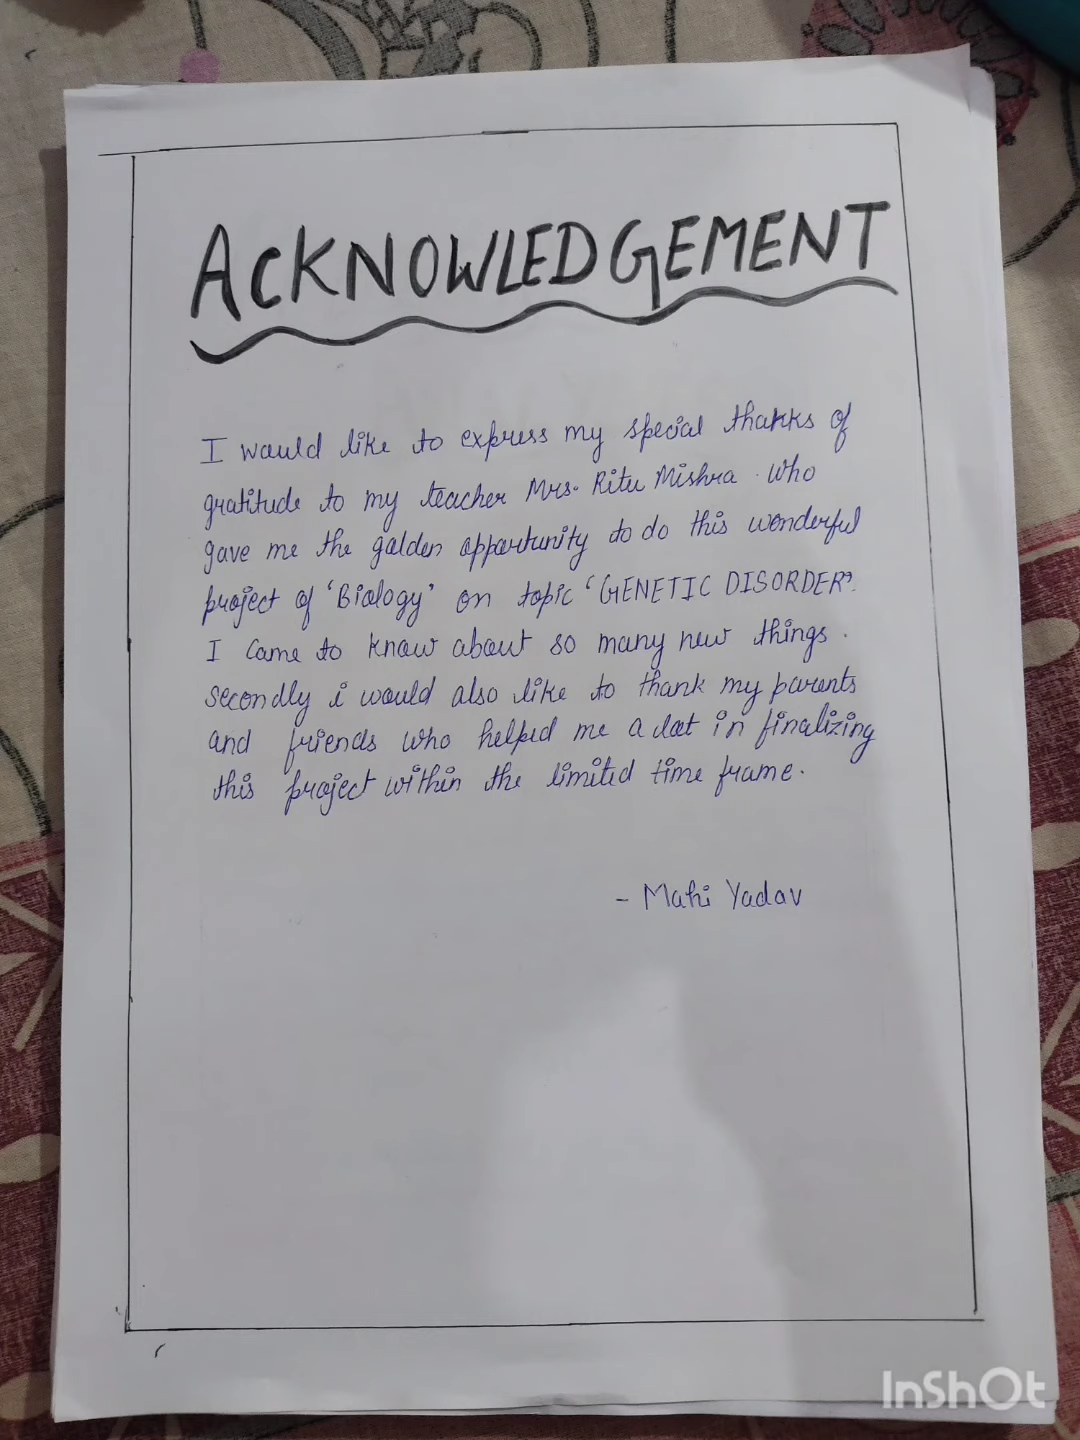 ACKNOWLEDGEMENT
I would like to express my special thanks of
gratitude to my teacher Mrs. Ritu Mishra. who
gave me the golden opportunity to do this wonderful
project of 'Biology' on topic 'GENETIC DISORDER'.
I came to know about so many new things.
secondly i would also like to thank my parents
and friends who helped me a lot in finalizing
this project within the limited time frame.
- Mahi Yadav
InShOt